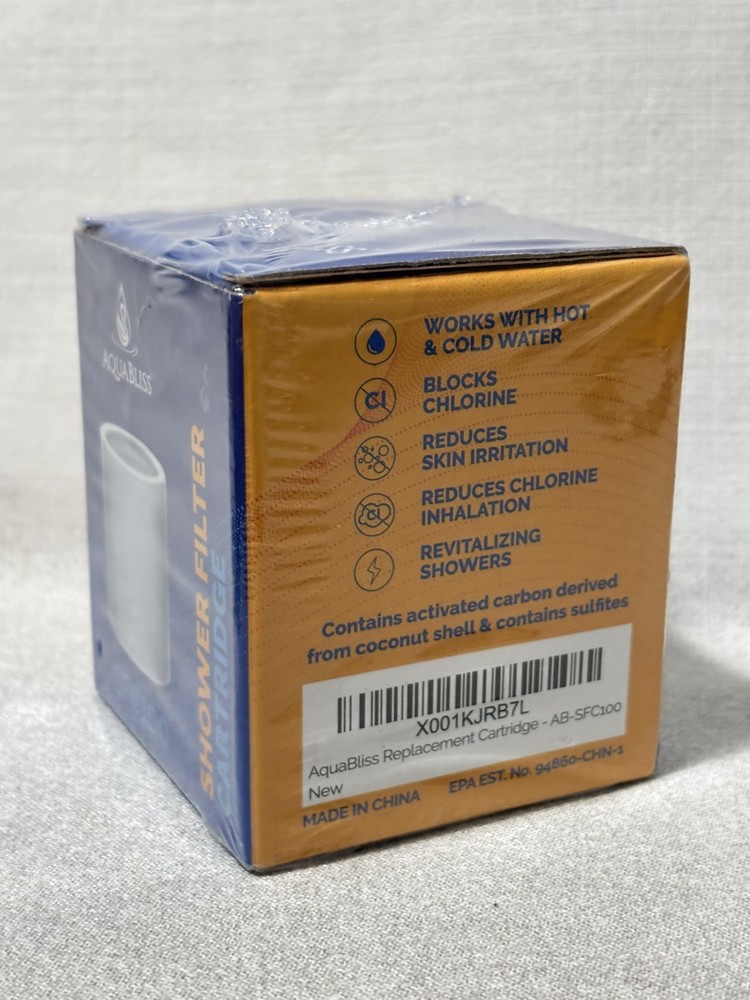 AQUABLISS
SHOWER FILTER
CARTRIDGE
WORKS WITH HOT
& COLD WATER
Cl
BLOCKS
CHLORINE
REDUCES
SKIN IRRITATION
Cl
REDUCES CHLORINE
INHALATION
REVITALIZING
SHOWERS
Contains activated carbon derived
from coconut shell & contains sulfites
X001KJRB7L
AquaBliss Replacement Cartridge - AB-SFC100
New
MADE IN CHINA EPA EST. No. 94860-CHN-1